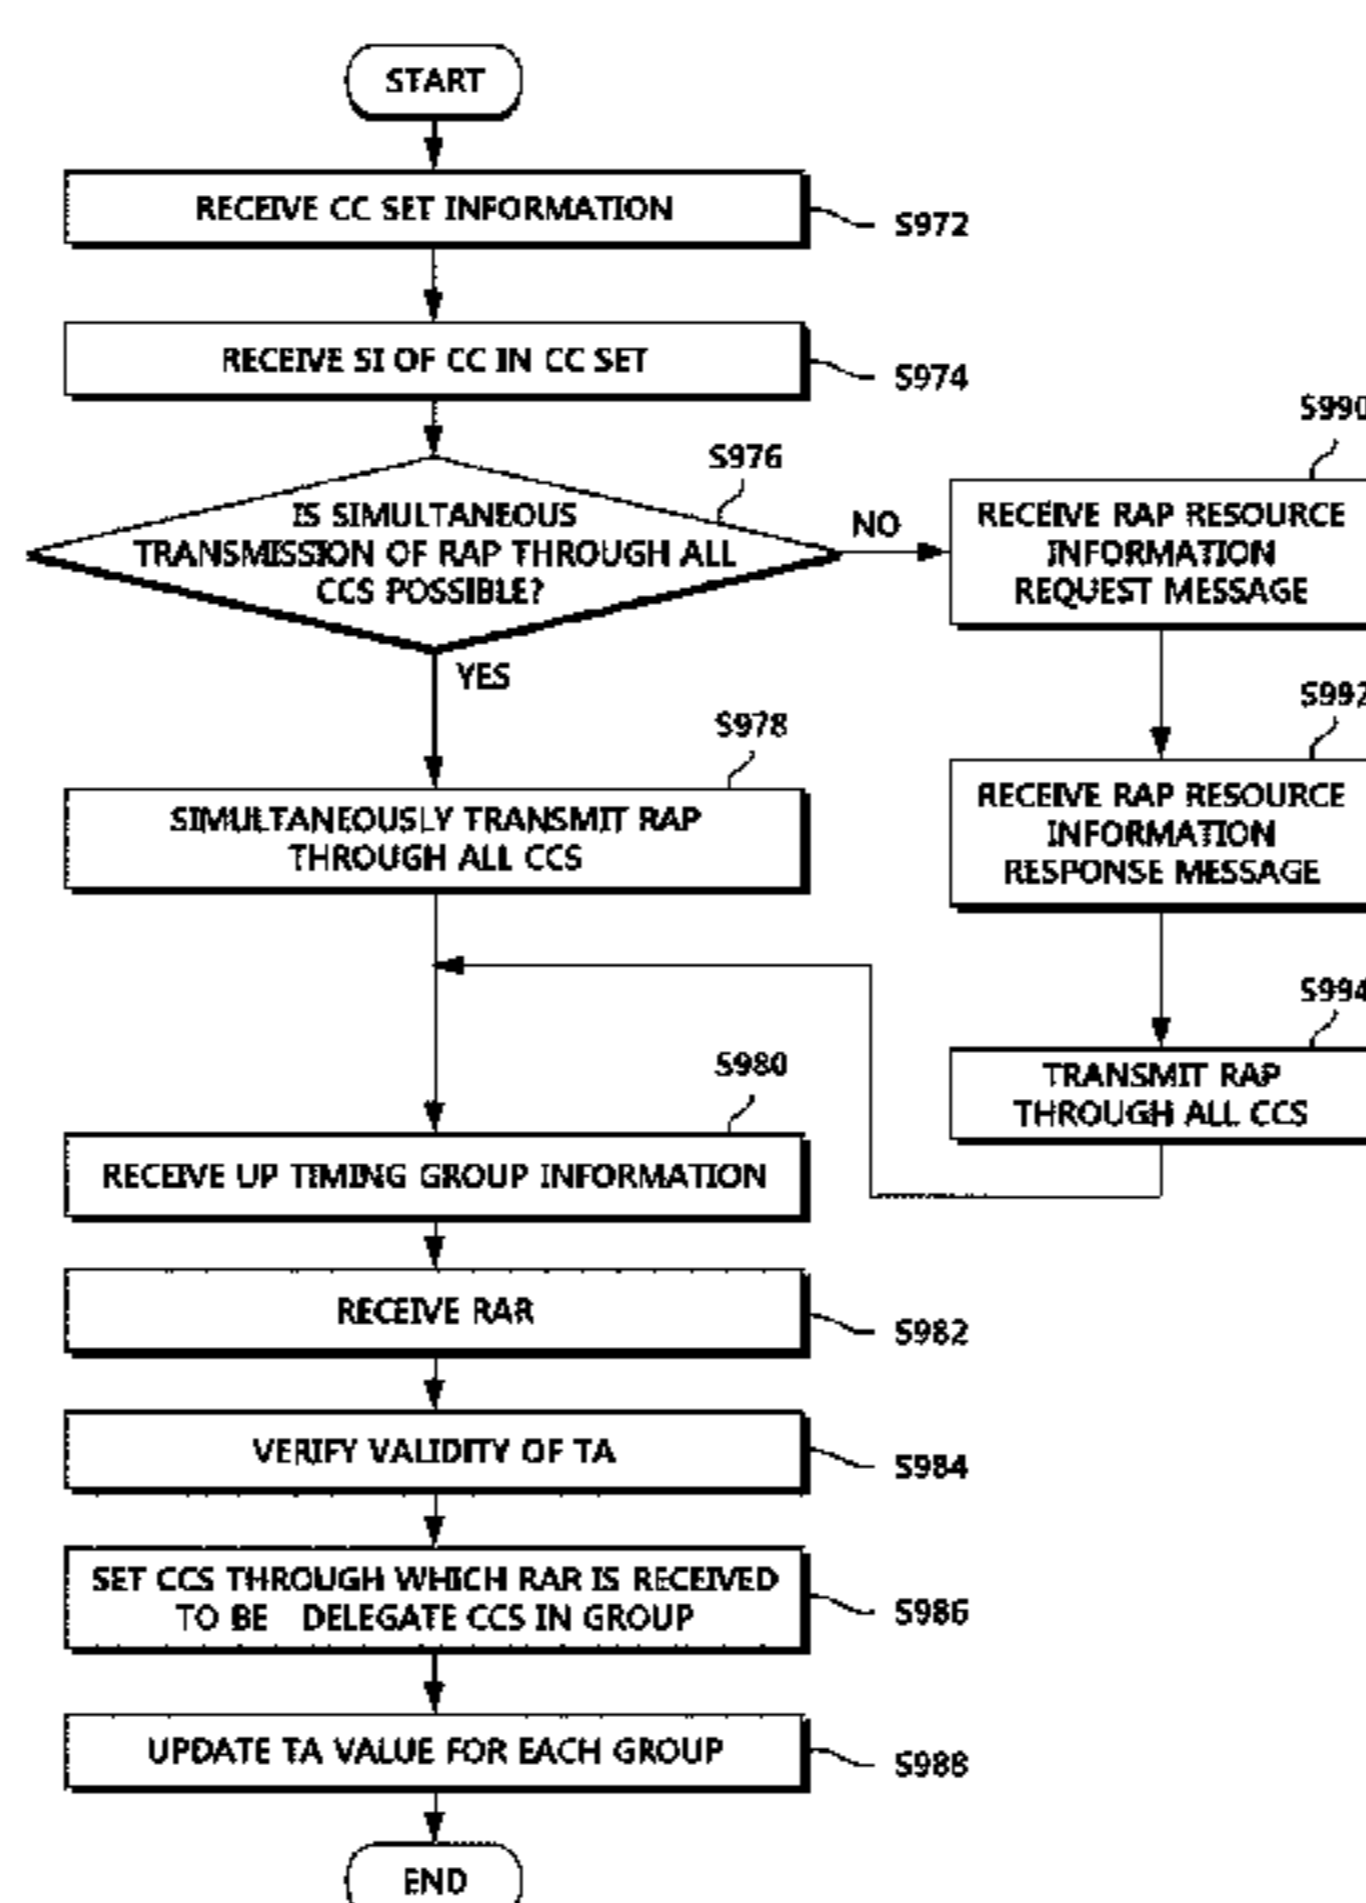 START
RECEIVE CC SET INFORMATION
S972
RECEIVE SI OF CC IN CC SET
S974
S976
IS SIMULTANEOUS
TRANSMISSION OF RAP THROUGH ALL
CCS POSSIBLE?
NO
YES
S990
RECEIVE RAP RESOURCE
INFORMATION
REQUEST MESSAGE
S992
RECEIVE RAP RESOURCE
INFORMATION
RESPONSE MESSAGE
S994
TRANSMIT RAP
THROUGH ALL CCS
S978
SIMULTANEOUSLY TRANSMIT RAP
THROUGH ALL CCS
S980
RECEIVE UP TIMING GROUP INFORMATION
RECEIVE RAR
S982
VERIFY VALIDITY OF TA
S984
SET CCS THROUGH WHICH RAR IS RECEIVED
TO BE DELEGATE CCS IN GROUP
S986
UPDATE TA VALUE FOR EACH GROUP
S988
END